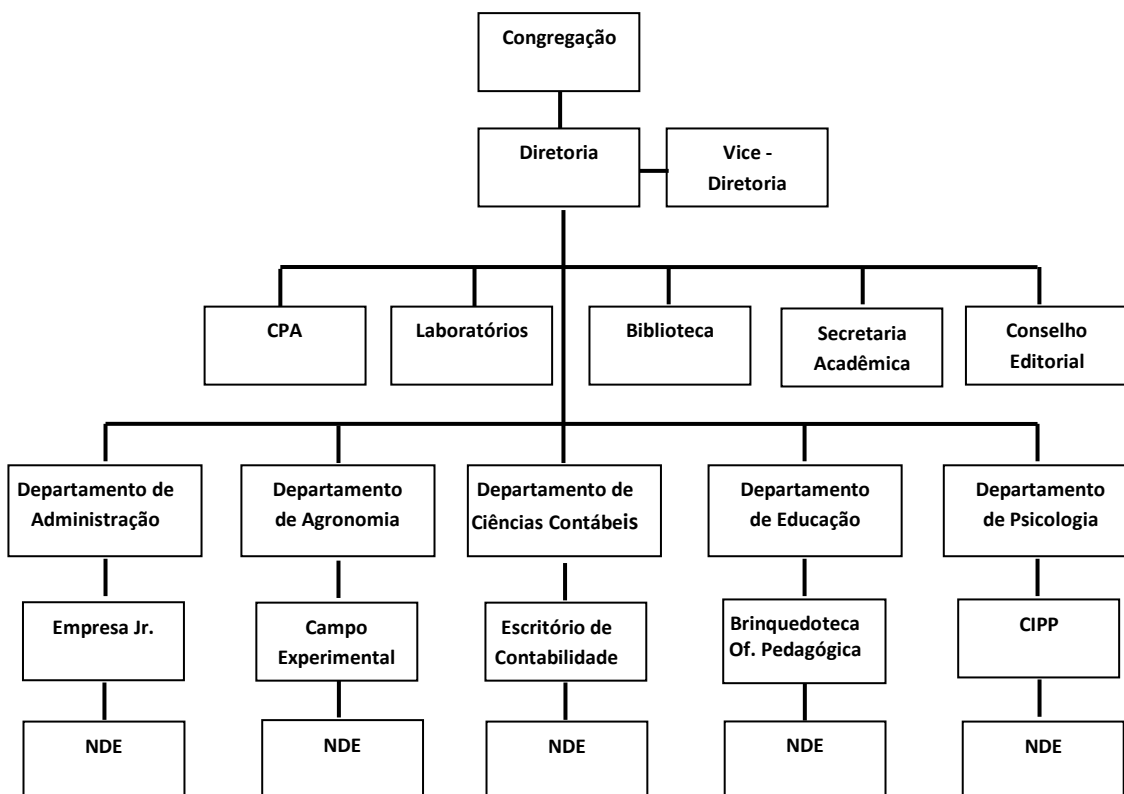 Congregação
Diretoria
Vice -
Diretoria
CPA
Laboratórios
Biblioteca
Secretaria
Acadêmica
Conselho
Editorial
Departamento de
Administração
Departamento
de Agronomia
Departamento de
Ciências Contábeis
Departamento
de Educação
Departamento
de Psicologia
Empresa Jr.
Campo
Experimental
Escritório de
Contabilidade
Brinquedoteca
Of. Pedagógica
CIPP
NDE
NDE
NDE
NDE
NDE